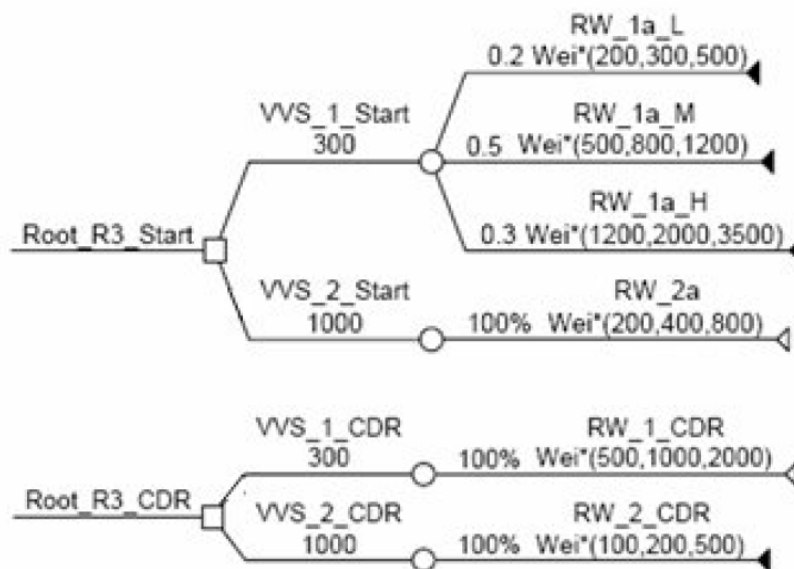 RW_1a_L
0.2 Wei*(200,300,500)
VVS_1_Start
300
RW_1a_M
0.5 Wei*(500,800,1200)
RW_1a_H
0.3 Wei*(1200,2000,3500)
Root_R3_Start
VVS_2_Start
1000
RW_2a
100% Wei*(200,400,800)
VVS_1_CDR
300
RW_1_CDR
100% Wei*(500,1000,2000)
Root_R3_CDR
VVS_2_CDR
1000
RW_2_CDR
100% Wei*(100,200,500)